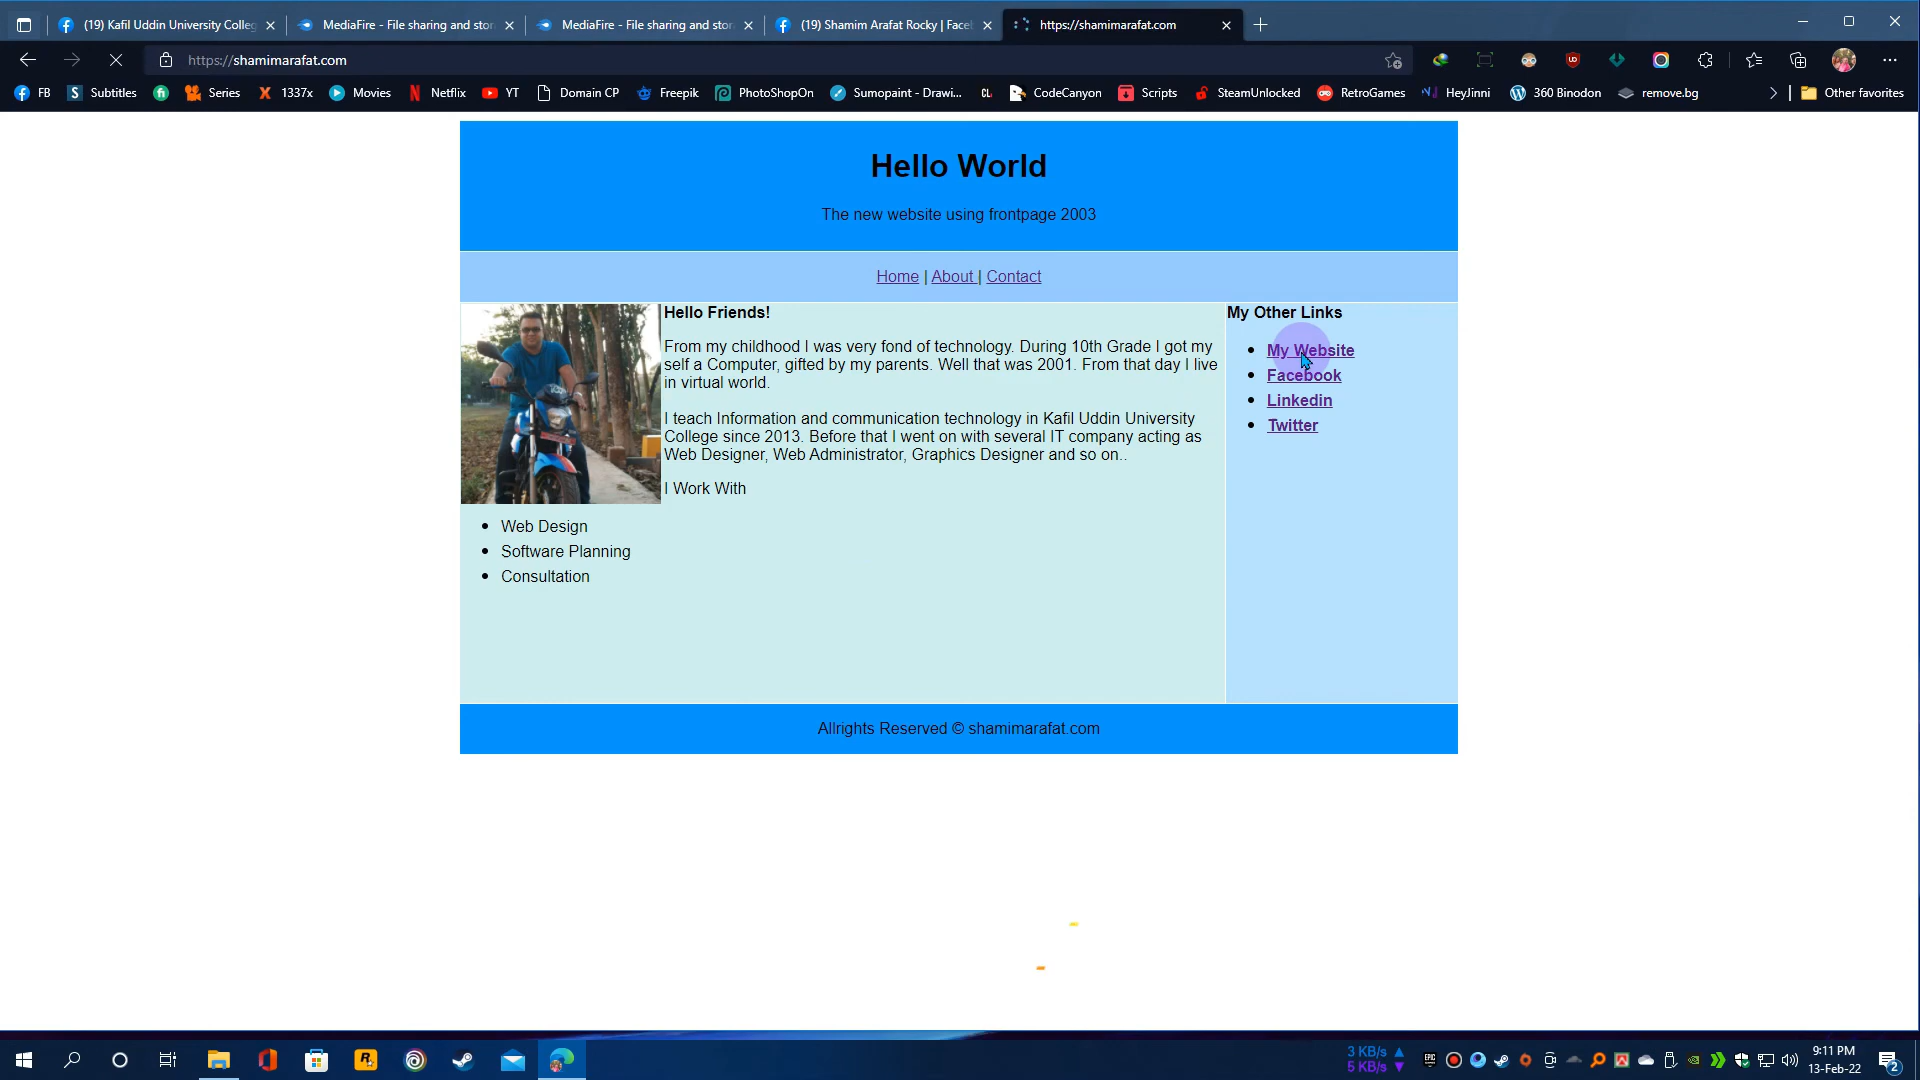 (19) Kafil Uddin University Colleg
MediaFire - File sharing and stor
MediaFire - File sharing and stor
(19) Shamim Arafat Rocky | Face
https://shamimarafat.com
https://shamimarafat.com
FB
Subtitles
Series
1337x
Movies
Netflix
YT
Domain CP
Freepik
PhotoShopOn
Sumopaint - Drawi...
CodeCanyon
Scripts
SteamUnlocked
RetroGames
HeyJinni
360 Binodon
remove.bg
Other favorites
Hello World
The new website using frontpage 2003
Home | About | Contact
Hello Friends!
From my childhood I was very fond of technology. During 10th Grade I got my
self a Computer, gifted by my parents. Well that was 2001. From that day I live
in virtual world.
I teach Information and communication technology in Kafil Uddin University
College since 2013. Before that I went on with several IT company acting as
Web Designer, Web Administrator, Graphics Designer and so on..
I Work With
Web Design
Software Planning
Consultation
My Other Links
My Website
Facebook
Linkedin
Twitter
Allrights Reserved © shamimarafat.com
3 KB/s
5 KB/s
9:11 PM
13-Feb-22
2